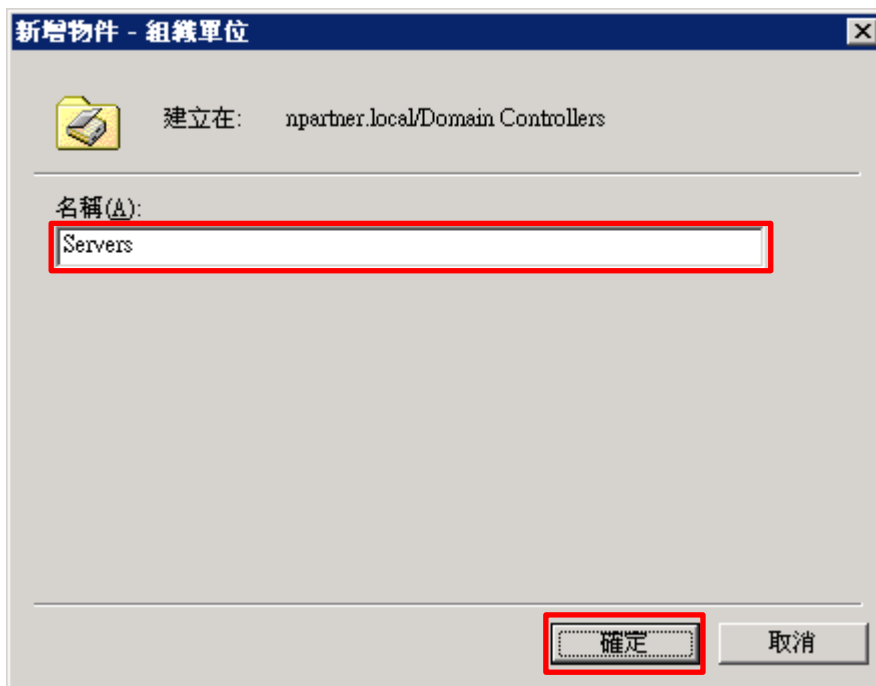 新增物件 - 組織單位
建立在: npartner.local/Domain Controllers
名稱(A):
Servers
確定 取消